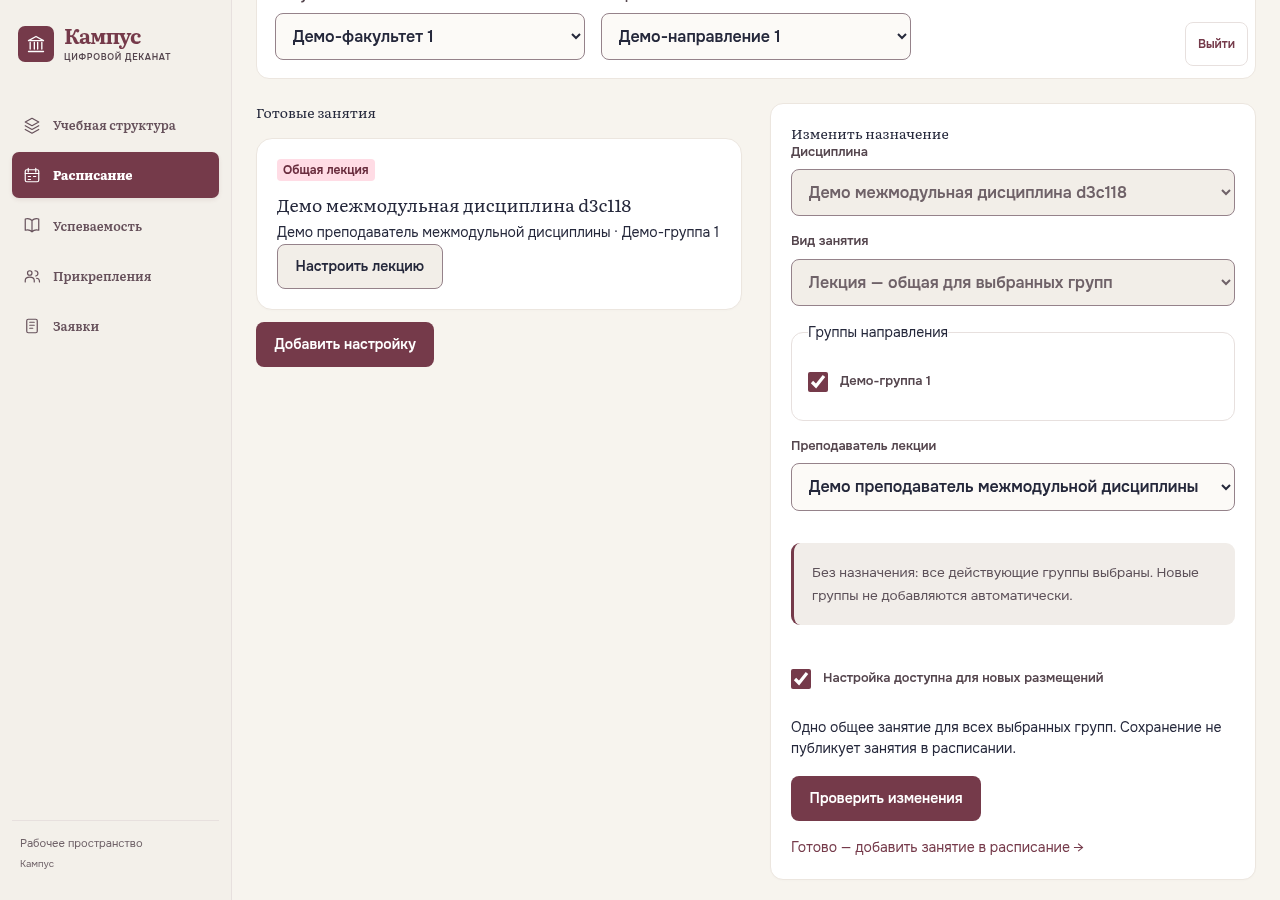 Кампус
ЦИФРОВОЙ ДЕКАНАТ
Учебная структура
Расписание
Успеваемость
Прикрепления
Заявки
Рабочее пространство
Кампус
Демо-факультет 1
Демо-направление 1
Выйти
Готовые занятия
Общая лекция
Демо межмодульная дисциплина d3c118
Демо преподаватель межмодульной дисциплины · Демо-группа 1
Настроить лекцию
Добавить настройку
Изменить назначение
Дисциплина
Демо межмодульная дисциплина d3c118
Вид занятия
Лекция — общая для выбранных групп
Группы направления
Демо-группа 1
Преподаватель лекции
Демо преподаватель межмодульной дисциплины
Без назначения: все действующие группы выбраны. Новые
группы не добавляются автоматически.
Настройка доступна для новых размещений
Одно общее занятие для всех выбранных групп. Сохранение не
публикует занятия в расписании.
Проверить изменения
Готово — добавить занятие в расписание →